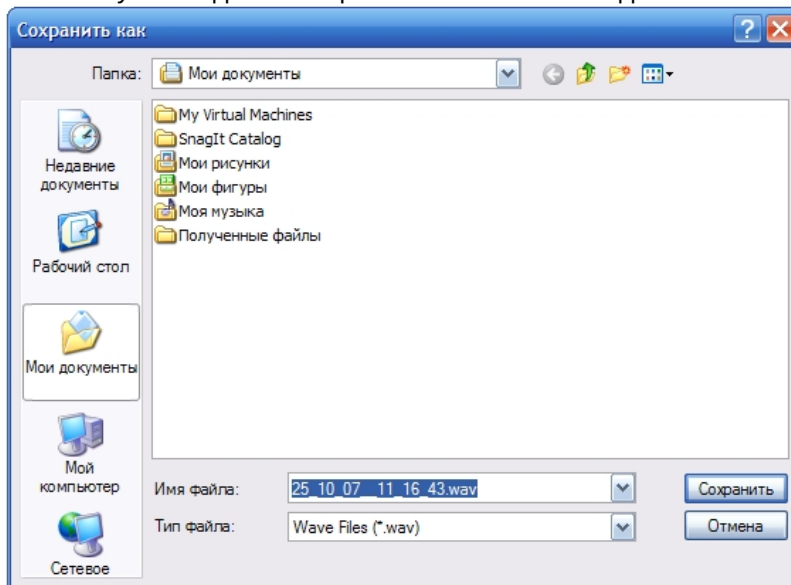 Сохранить как
Папка: Мои документы
Недавние документы
Рабочий стол
Мои документы
Мой компьютер
Сетевое
My Virtual Machines
SnagIt Catalog
Мои рисунки
Мои фигуры
Моя музыка
Полученные файлы
Имя файла: 25_10_07__11_16_43.wav Сохранить
Тип файла: Wave Files (*.wav) Отмена